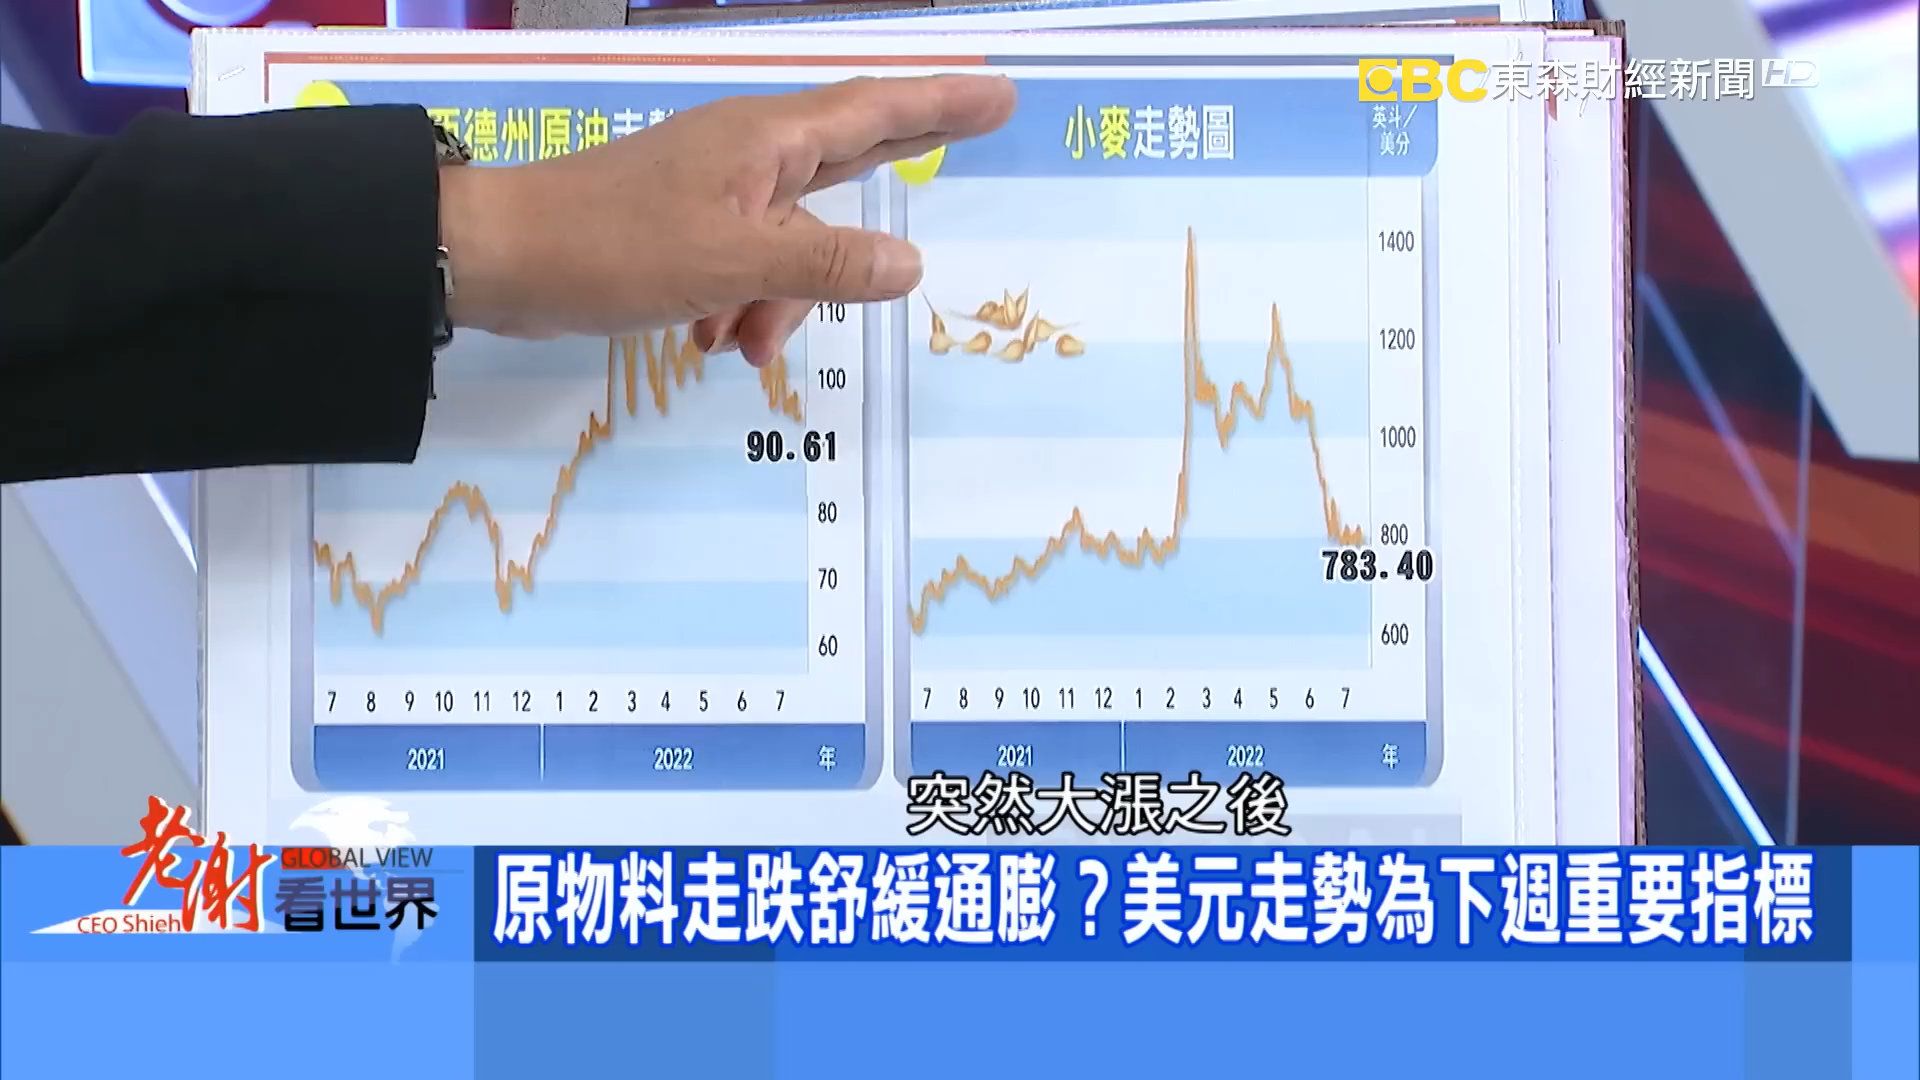 EBC東森財經新聞HD
西德州原油走勢
小麥走勢圖
英斗/
美分
110
100
90.61
80
70
60
7 8 9 10 11 12 1 2 3 4 5 6 7
2021 2022 年
1400
1200
1000
800
783.40
600
7 8 9 10 11 12 1 2 3 4 5 6 7
2021 2022 年
突然大漲之後
老謝
CEO Shieh
GLOBAL VIEW
看世界
原物料走跌舒緩通膨？美元走勢為下週重要指標